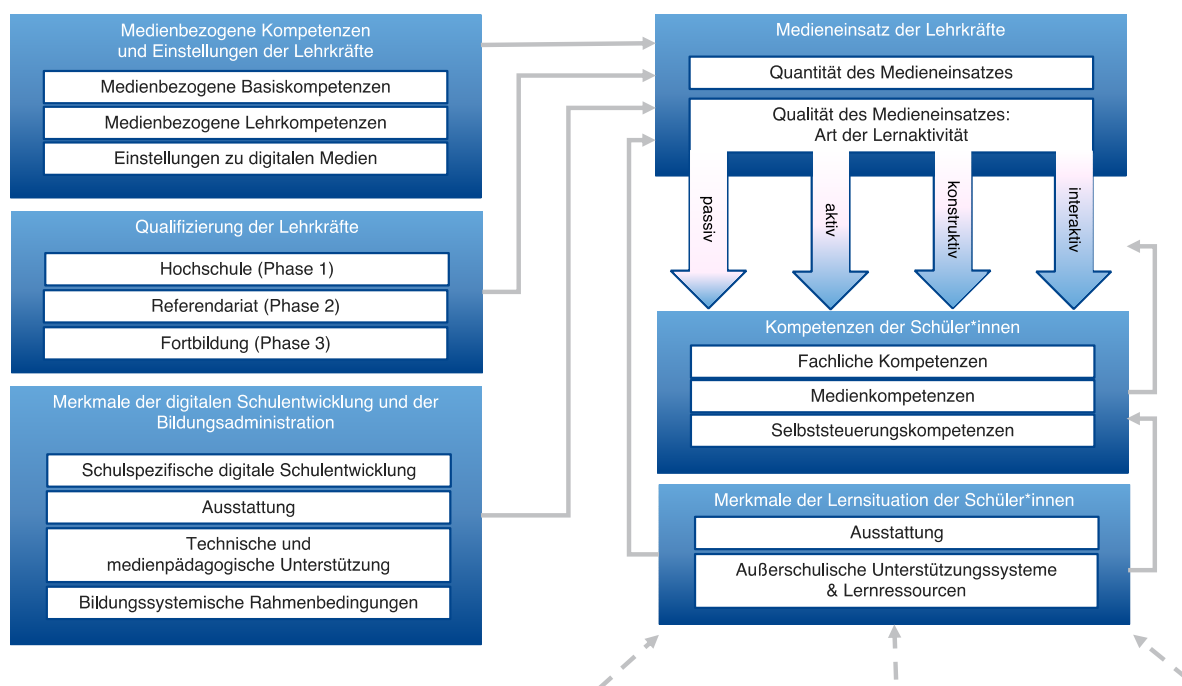 Medienbezogene Kompetenzen
und Einstellungen der Lehrkräfte
Medienbezogene Basiskompetenzen
Medienbezogene Lehrkompetenzen
Einstellungen zu digitalen Medien
Qualifizierung der Lehrkräfte
Hochschule (Phase 1)
Referendariat (Phase 2)
Fortbildung (Phase 3)
Merkmale der digitalen Schulentwicklung und der
Bildungsadministration
Schulspezifische digitale Schulentwicklung
Ausstattung
Technische und
medienpädagogische Unterstützung
Bildungssystemische Rahmenbedingungen
Medieneinsatz der Lehrkräfte
Quantität des Medieneinsatzes
Qualität des Medieneinsatzes:
Art der Lernaktivität
passiv
aktiv
konstruktiv
interaktiv
Kompetenzen der Schüler*innen
Fachliche Kompetenzen
Medienkompetenzen
Selbststeuerungskompetenzen
Merkmale der Lernsituation der Schüler*innen
Ausstattung
Außerschulische Unterstützungssysteme
& Lernressourcen